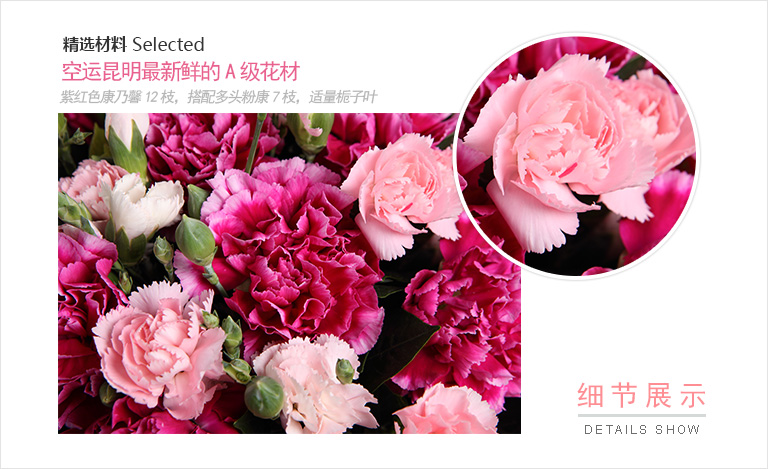 精选材料 Selected
空运昆明最新鲜的 A 级花材
紫红色康乃馨 12 枝，搭配多头粉康 7 枝，适量栀子叶
细节展示
DETAILS SHOW